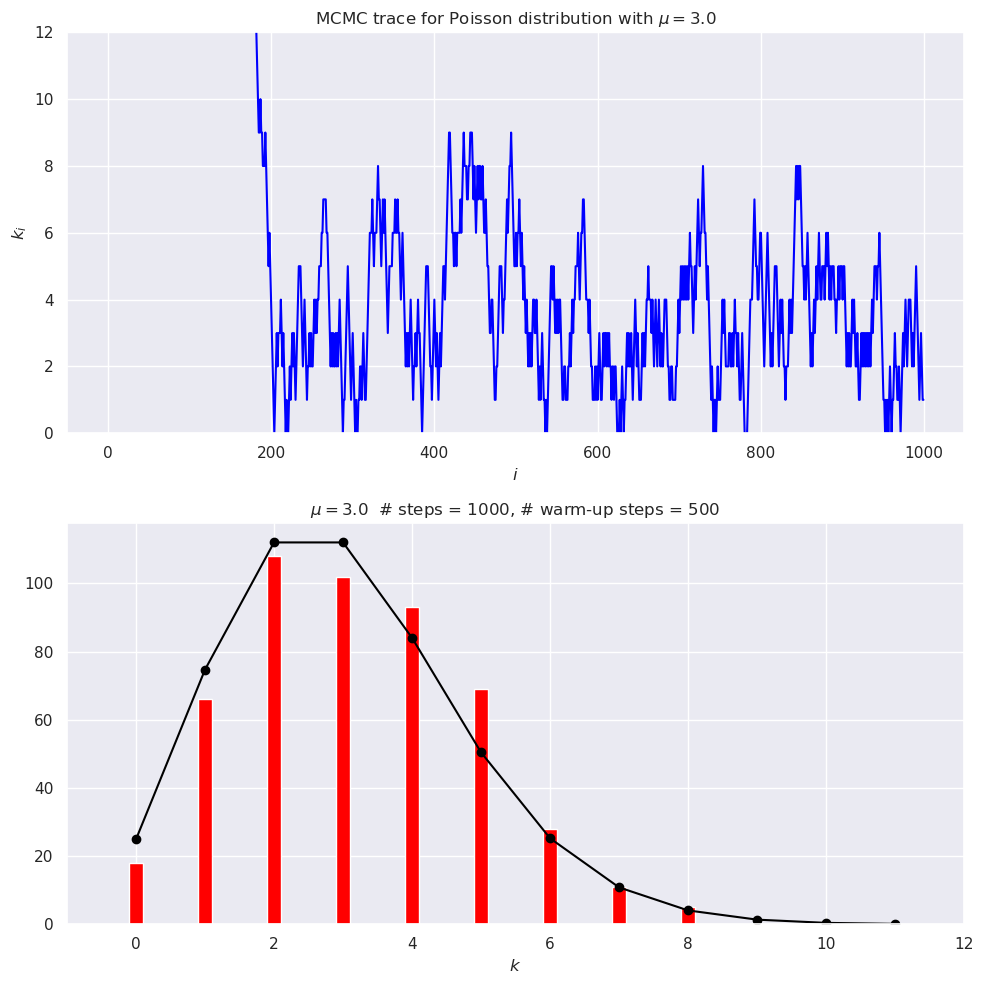 MCMC trace for Poisson distribution with μ = 3.0
12
10
8
6
4
2
0
k_i
0 200 400 600 800 1000
i
μ = 3.0 # steps = 1000, # warm-up steps = 500
100
80
60
40
20
0
0 2 4 6 8 10 12
k